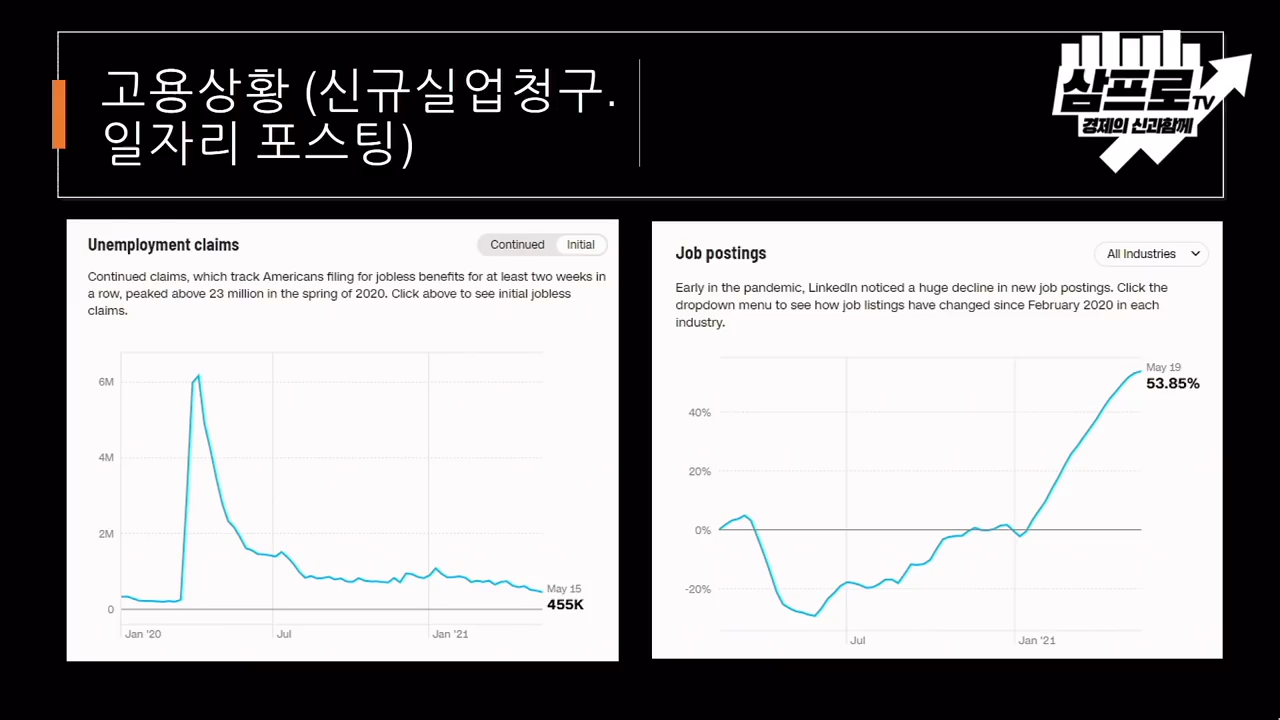 고용상황 (신규실업청구.
일자리 포스팅)
삼프로TV
경제의 신과함께
Unemployment claims
Continued Initial
Continued claims, which track Americans filing for jobless benefits for at least two weeks in
a row, peaked above 23 million in the spring of 2020. Click above to see initial jobless
claims.
6M
4M
2M
0
May 15
455K
Jan '20 Jul Jan '21
Job postings
All Industries
Early in the pandemic, LinkedIn noticed a huge decline in new job postings. Click the
dropdown menu to see how job listings have changed since February 2020 in each
industry.
May 19
53.85%
40%
20%
0%
-20%
Jul Jan '21